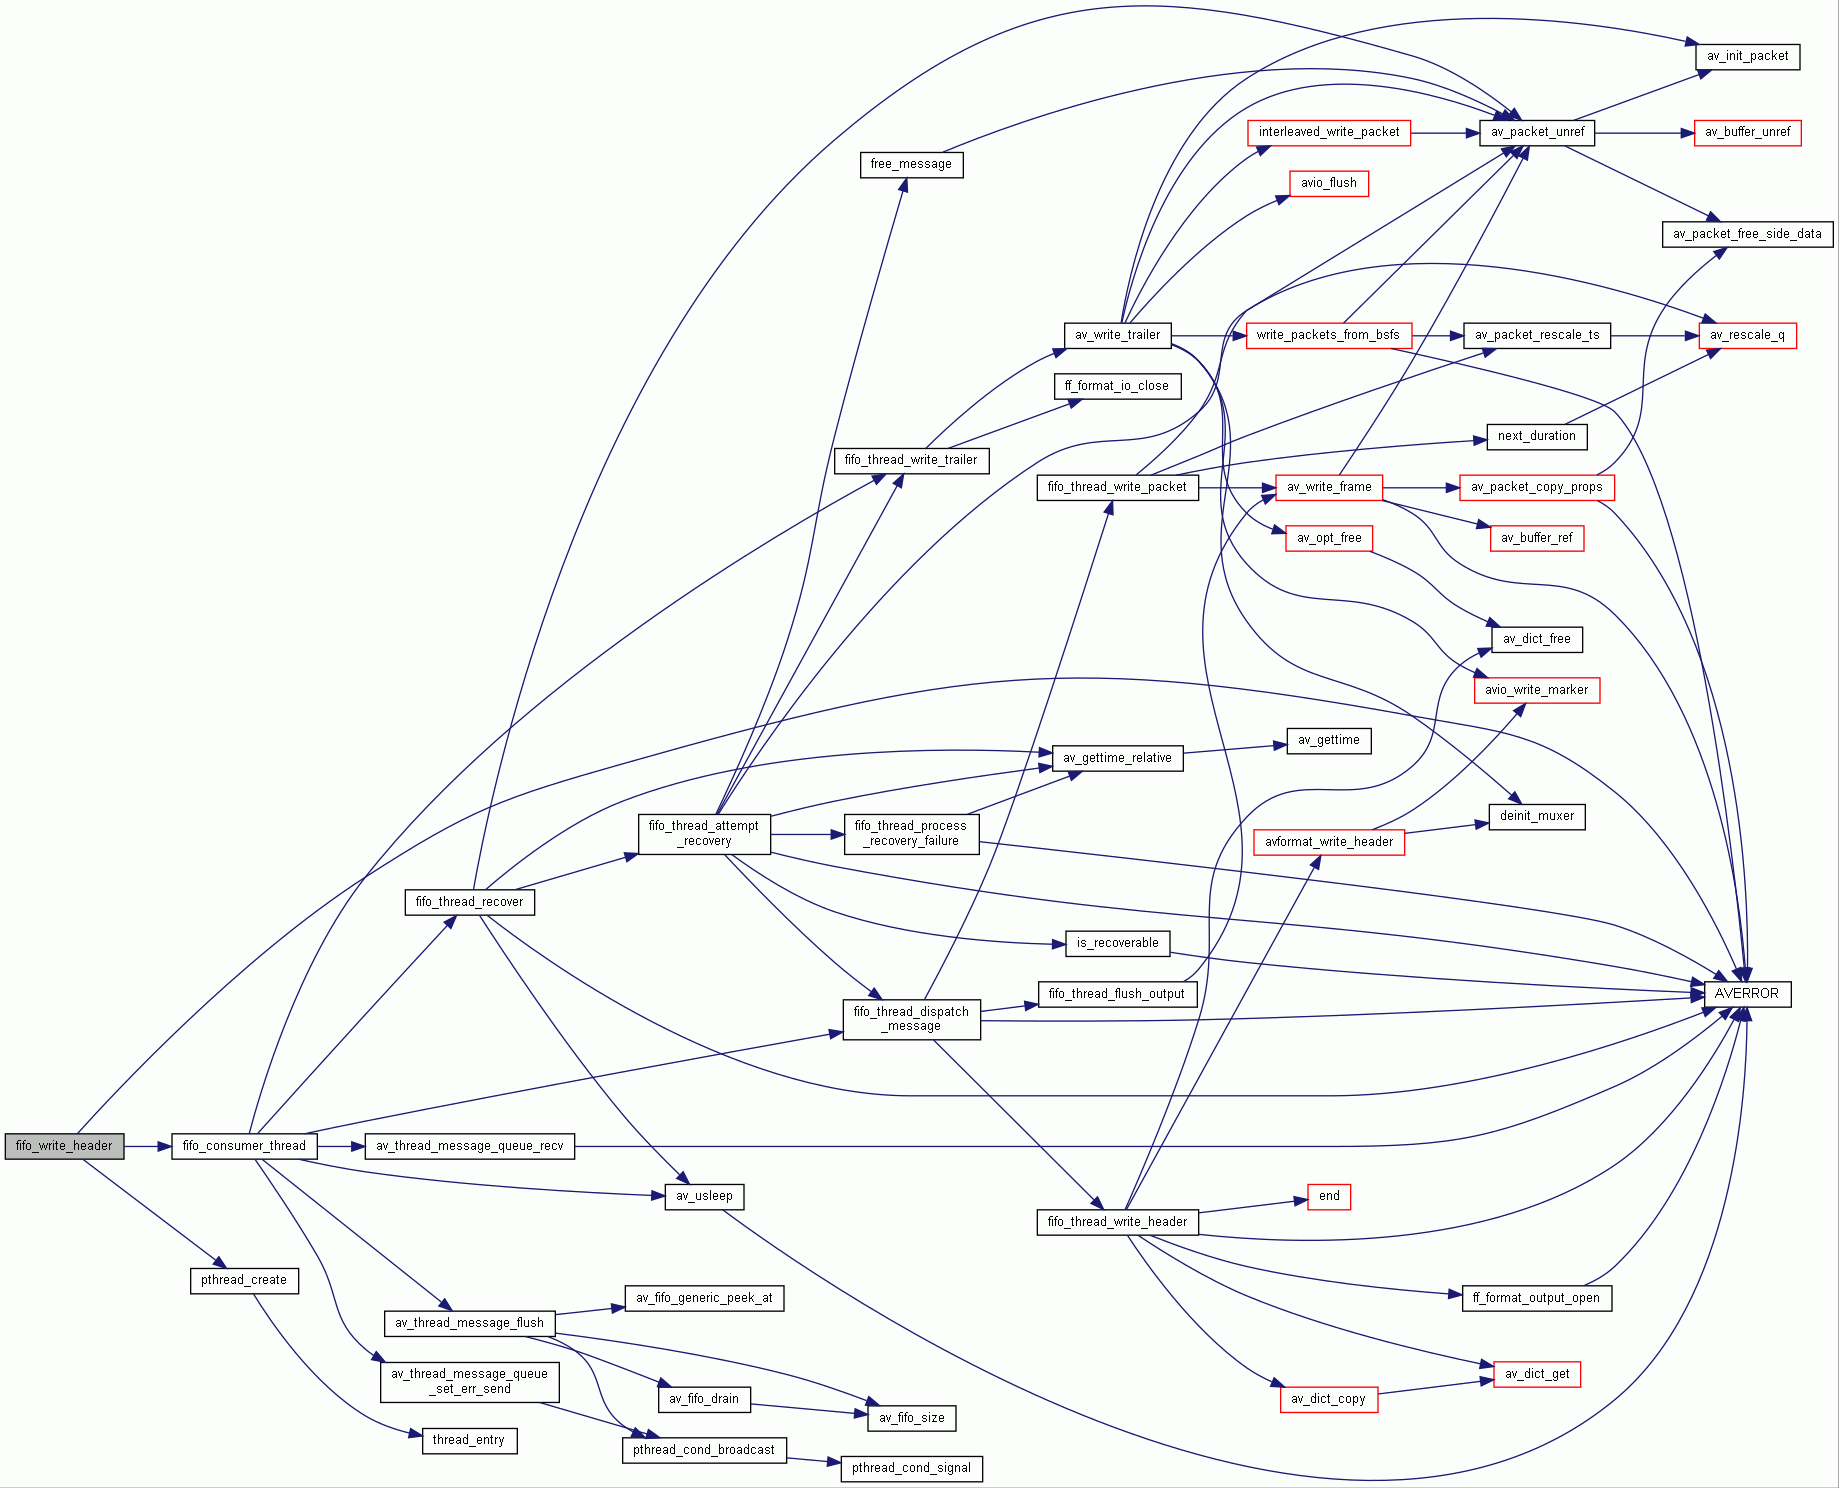 av_init_packet
interleaved_write_packet
av_packet_unref
av_buffer_unref
free_message
avio_flush
av_packet_free_side_data
av_write_trailer
write_packets_from_bsfs
av_packet_rescale_ts
av_rescale_q
ff_format_io_close
next_duration
fifo_thread_write_trailer
fifo_thread_write_packet
av_write_frame
av_packet_copy_props
av_opt_free
av_buffer_ref
av_dict_free
avio_write_marker
av_gettime
av_gettime_relative
deinit_muxer
fifo_thread_attempt
_recovery
fifo_thread_process
_recovery_failure
avformat_write_header
fifo_thread_recover
is_recoverable
fifo_thread_flush_output
AVERROR
fifo_thread_dispatch
_message
fifo_write_header
fifo_consumer_thread
av_thread_message_queue_recv
av_usleep
end
fifo_thread_write_header
pthread_create
av_fifo_generic_peek_at
ff_format_output_open
av_thread_message_flush
av_thread_message_queue
_set_err_send
av_dict_get
av_fifo_drain
av_dict_copy
av_fifo_size
thread_entry
pthread_cond_broadcast
pthread_cond_signal